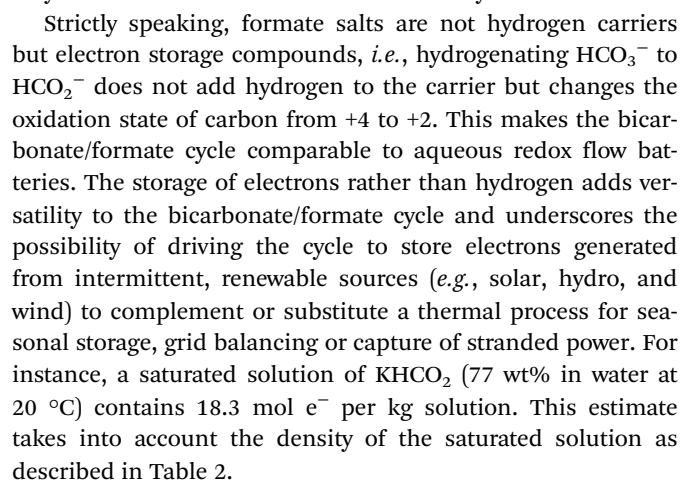 Strictly speaking, formate salts are not hydrogen carriers
but electron storage compounds, i.e., hydrogenating HCO₃⁻ to
HCO₂⁻ does not add hydrogen to the carrier but changes the
oxidation state of carbon from +4 to +2. This makes the bicar-
bonate/formate cycle comparable to aqueous redox flow bat-
teries. The storage of electrons rather than hydrogen adds ver-
satility to the bicarbonate/formate cycle and underscores the
possibility of driving the cycle to store electrons generated
from intermittent, renewable sources (e.g., solar, hydro, and
wind) to complement or substitute a thermal process for sea-
sonal storage, grid balancing or capture of stranded power. For
instance, a saturated solution of KHCO₂ (77 wt% in water at
20 °C) contains 18.3 mol e⁻ per kg solution. This estimate
takes into account the density of the saturated solution as
described in Table 2.